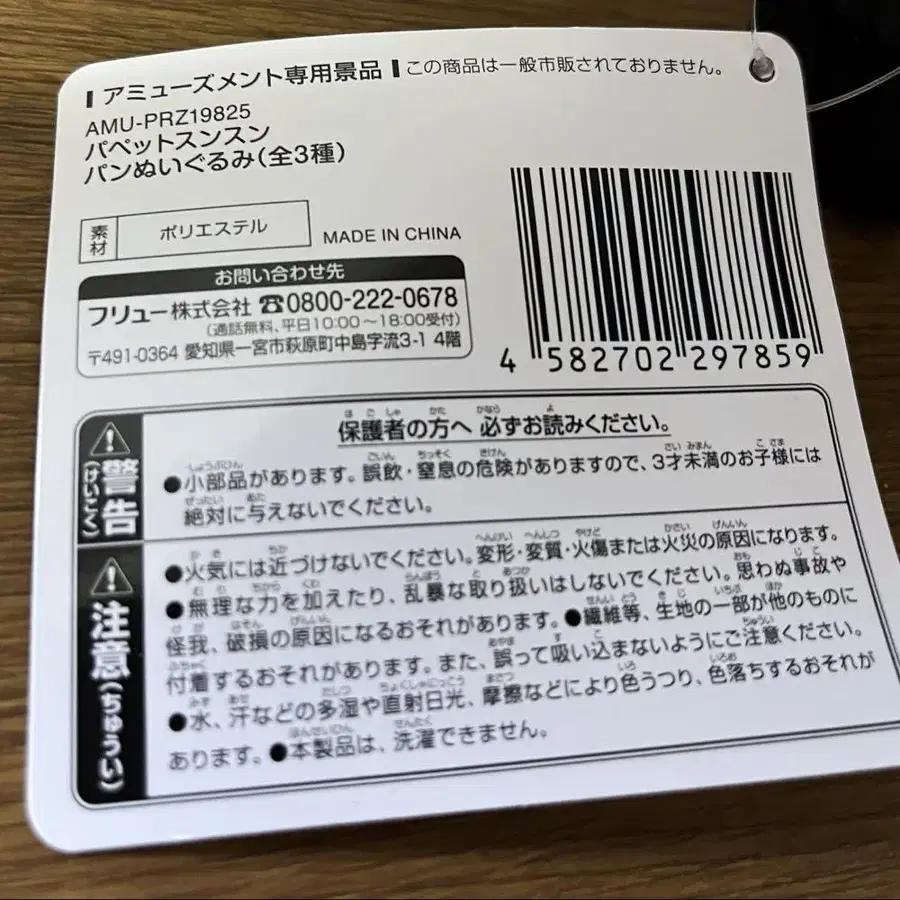 アミューズメント専用景品 この商品は一般市販されておりません。
AMU-PRZ19825
パペットスンスン
パンぬいぐるみ(全3種)
素材 ポリエステル MADE IN CHINA
お問い合わせ先
フリュー株式会社 ☎0800-222-0678
(通話無料、平日10:00～18:00受付)
〒491-0364 愛知県一宮市萩原町中島字流3-1 4階
4 582702 297859
警告(けいこく)
保護者の方へ 必ずお読みください。
●小部品があります。誤飲・窒息の危険がありますので、3才未満のお子様には
絶対に与えないでください。
注意(ちゅうい)
●火気には近づけないでください。変形・変質・火傷または火災の原因になります。
●無理な力を加えたり、乱暴な取り扱いはしないでください。思わぬ事故や
怪我、破損の原因になるおそれがあります。●繊維等、生地の一部が他のものに
付着するおそれがあります。また、誤って吸い込まないようにご注意ください。
●水、汗などの多湿や直射日光、摩擦などにより色うつり、色落ちするおそれが
あります。●本製品は、洗濯できません。